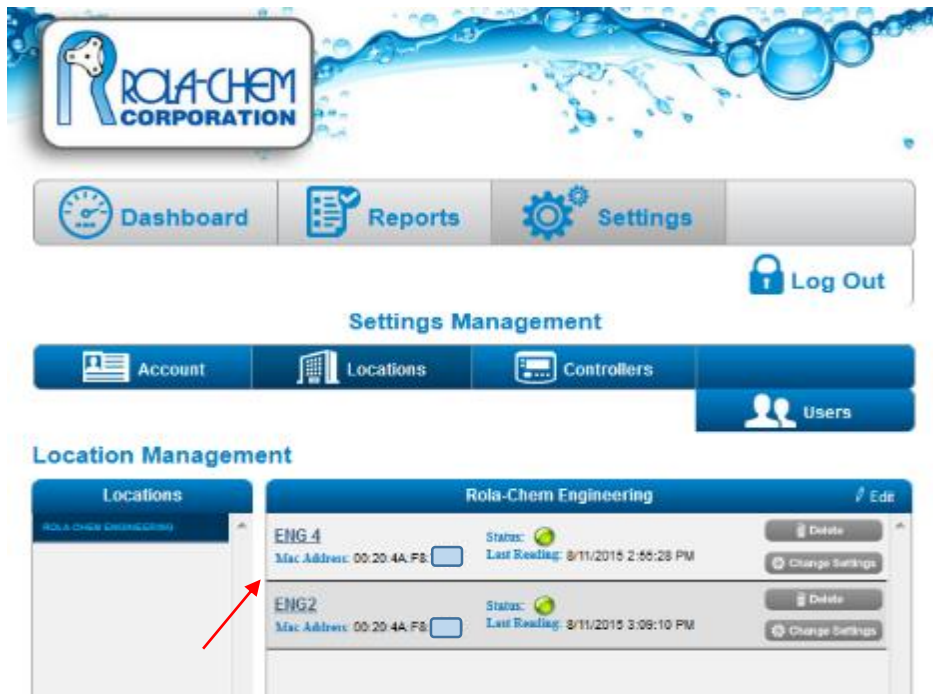 ROLA-CHEM
CORPORATION
Dashboard Reports Settings
Log Out
Settings Management
Account Locations Controllers
Users
Location Management
Locations
ROLA-CHEM ENGINEERING
Rola-Chem Engineering Edit
ENG 4 Status: Delete
Mac Address: 00:20:4A:F8: Last Reading: 8/11/2015 2:55:28 PM Change Settings
ENG2 Status: Delete
Mac Address: 00:20:4A:F8: Last Reading: 8/11/2015 3:09:10 PM Change Settings